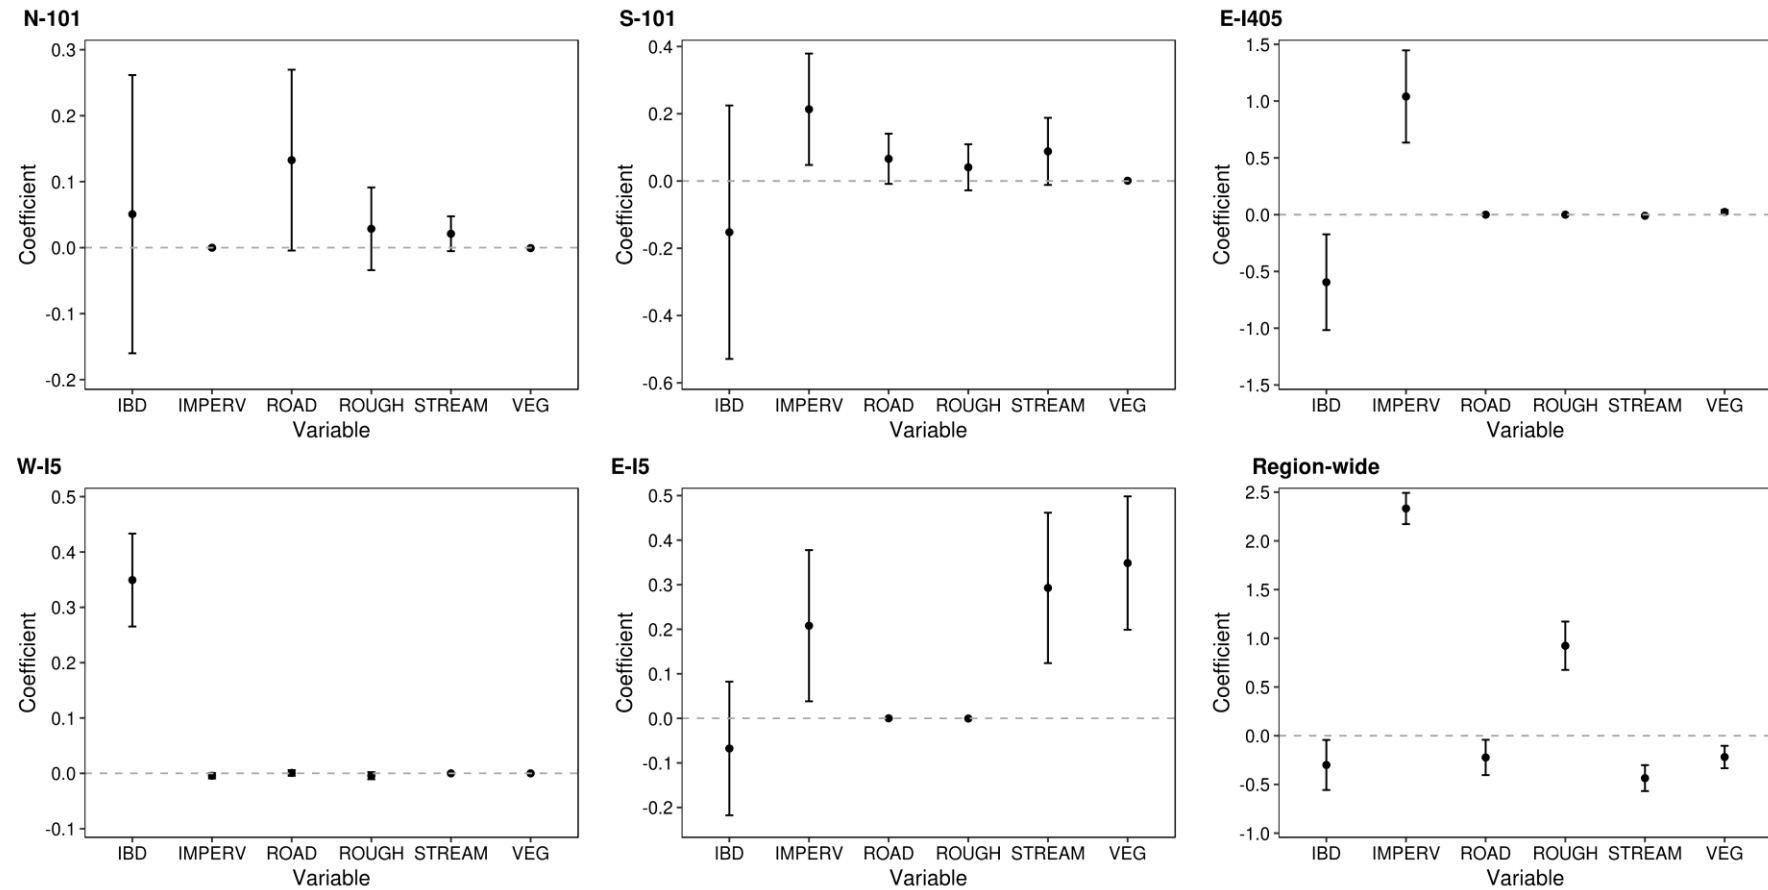 N-101
0.3
0.2
0.1
0.0
-0.1
-0.2
Coefficient
IBD IMPERV ROAD ROUGH STREAM VEG
Variable
S-101
0.4
0.2
0.0
-0.2
-0.4
-0.6
Coefficient
IBD IMPERV ROAD ROUGH STREAM VEG
Variable
E-I405
1.5
1.0
0.5
0.0
-0.5
-1.0
-1.5
Coefficient
IBD IMPERV ROAD ROUGH STREAM VEG
Variable
W-I5
0.5
0.4
0.3
0.2
0.1
0.0
-0.1
Coefficient
IBD IMPERV ROAD ROUGH STREAM VEG
Variable
E-I5
0.5
0.4
0.3
0.2
0.1
0.0
-0.1
-0.2
Coefficient
IBD IMPERV ROAD ROUGH STREAM VEG
Variable
Region-wide
2.5
2.0
1.5
1.0
0.5
0.0
-0.5
-1.0
Coefficient
IBD IMPERV ROAD ROUGH STREAM VEG
Variable